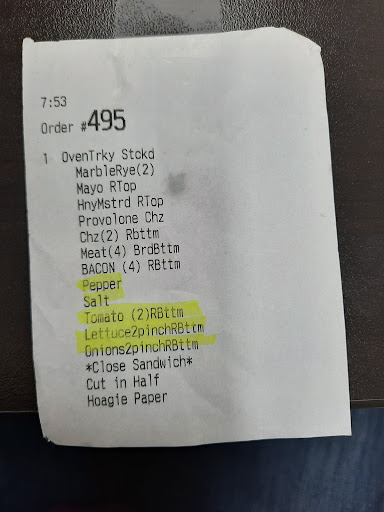 7:53
Order #495
1 OvenTrky Stckd
MarbleRye(2)
Mayo RTop
HnyMstrd RTop
Provolone Chz
Chz(2) Rbttm
Meat(4) BrdBttm
BACON (4) RBttm
Pepper
Salt
Tomato (2)RBttm
Lettuce2pinchRBttm
Onions2pinchRBttm
*Close Sandwich*
Cut in Half
Hoagie Paper